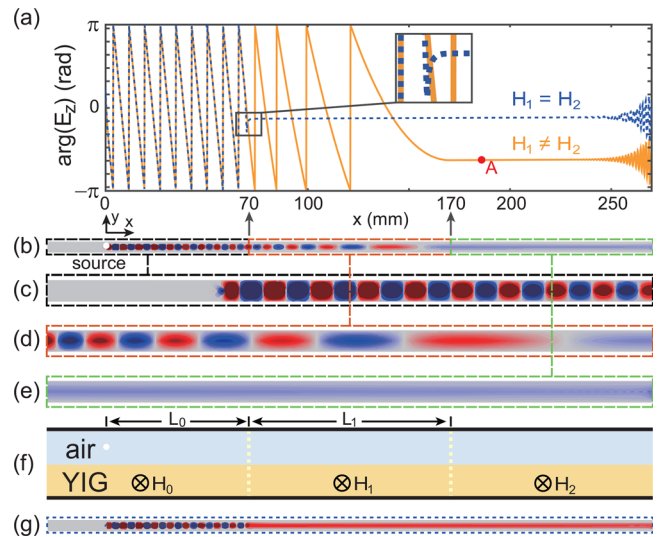 (a)
π
0
−π
arg(E_z) (rad)
H₁ = H₂
H₁ ≠ H₂
A
0
70
100
170
200
250
x (mm)
y
x
(b)
source
(c)
(d)
(e)
L₀
L₁
(f)
air
YIG
⊗H₀
⊗H₁
⊗H₂
(g)